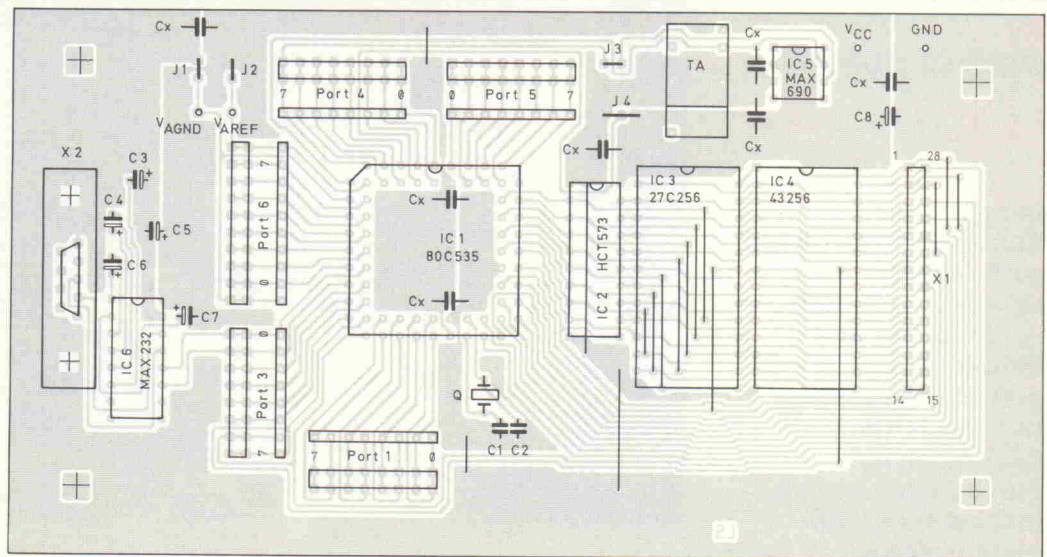 Cx
VCC
GND
J1
J2
7
Port 4
0
0
Port 5
7
J3
J4
TA
Cx
Cx
IC5
MAX
690
Cx
C8
VAGND
VAREF
X2
C3
+
C4
+
C5
+
C6
+
C7
+
7
Port 6
0
Cx
IC 1
80C535
Cx
Cx
IC 2
HCT573
IC 3
27C256
IC 4
43256
1
28
X1
14
15
IC 6
MAX 232
0
Port 3
7
7
Port 1
0
Q
C1
C2
+